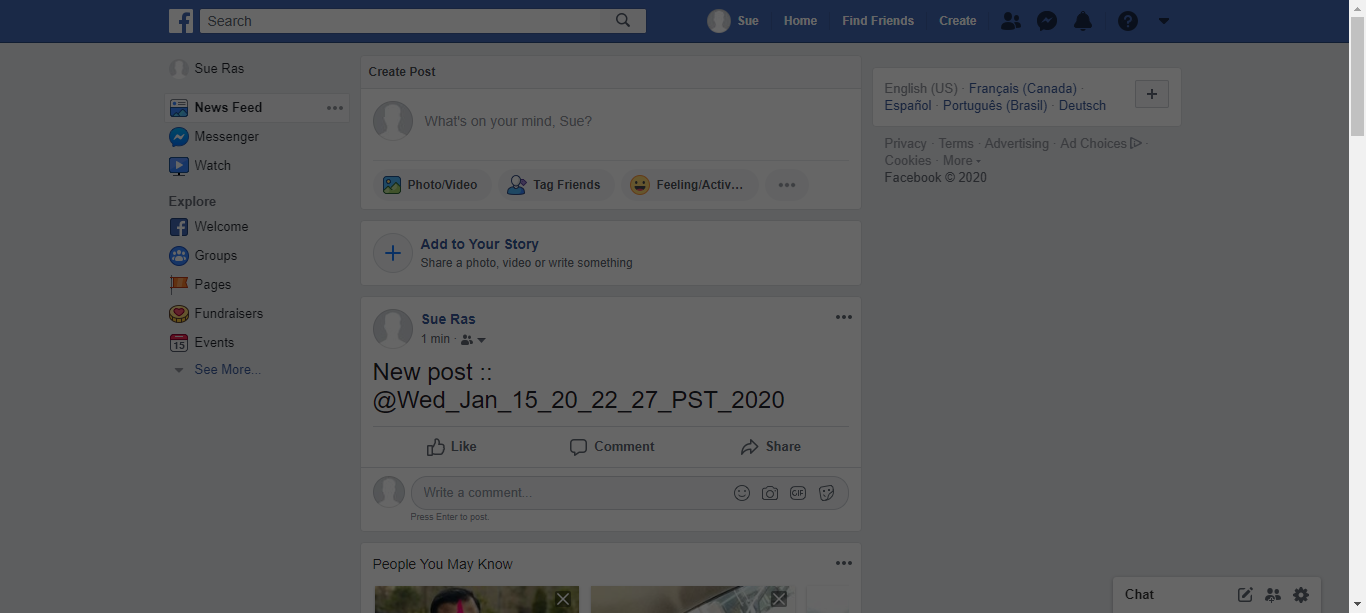 Search
Sue
Home
Find Friends
Create
Sue Ras
News Feed
Messenger
Watch
Explore
Welcome
Groups
Pages
Fundraisers
15
Events
See More...
Create Post
What's on your mind, Sue?
Photo/Video
Tag Friends
Feeling/Activ...
Add to Your Story
Share a photo, video or write something
Sue Ras
1 min ·
New post ::
@Wed_Jan_15_20_22_27_PST_2020
Like
Comment
Share
Write a comment...
GIF
Press Enter to post.
People You May Know
English (US) · Français (Canada) ·
Español · Português (Brasil) · Deutsch
Privacy · Terms · Advertising · Ad Choices ·
Cookies · More
Facebook © 2020
Chat